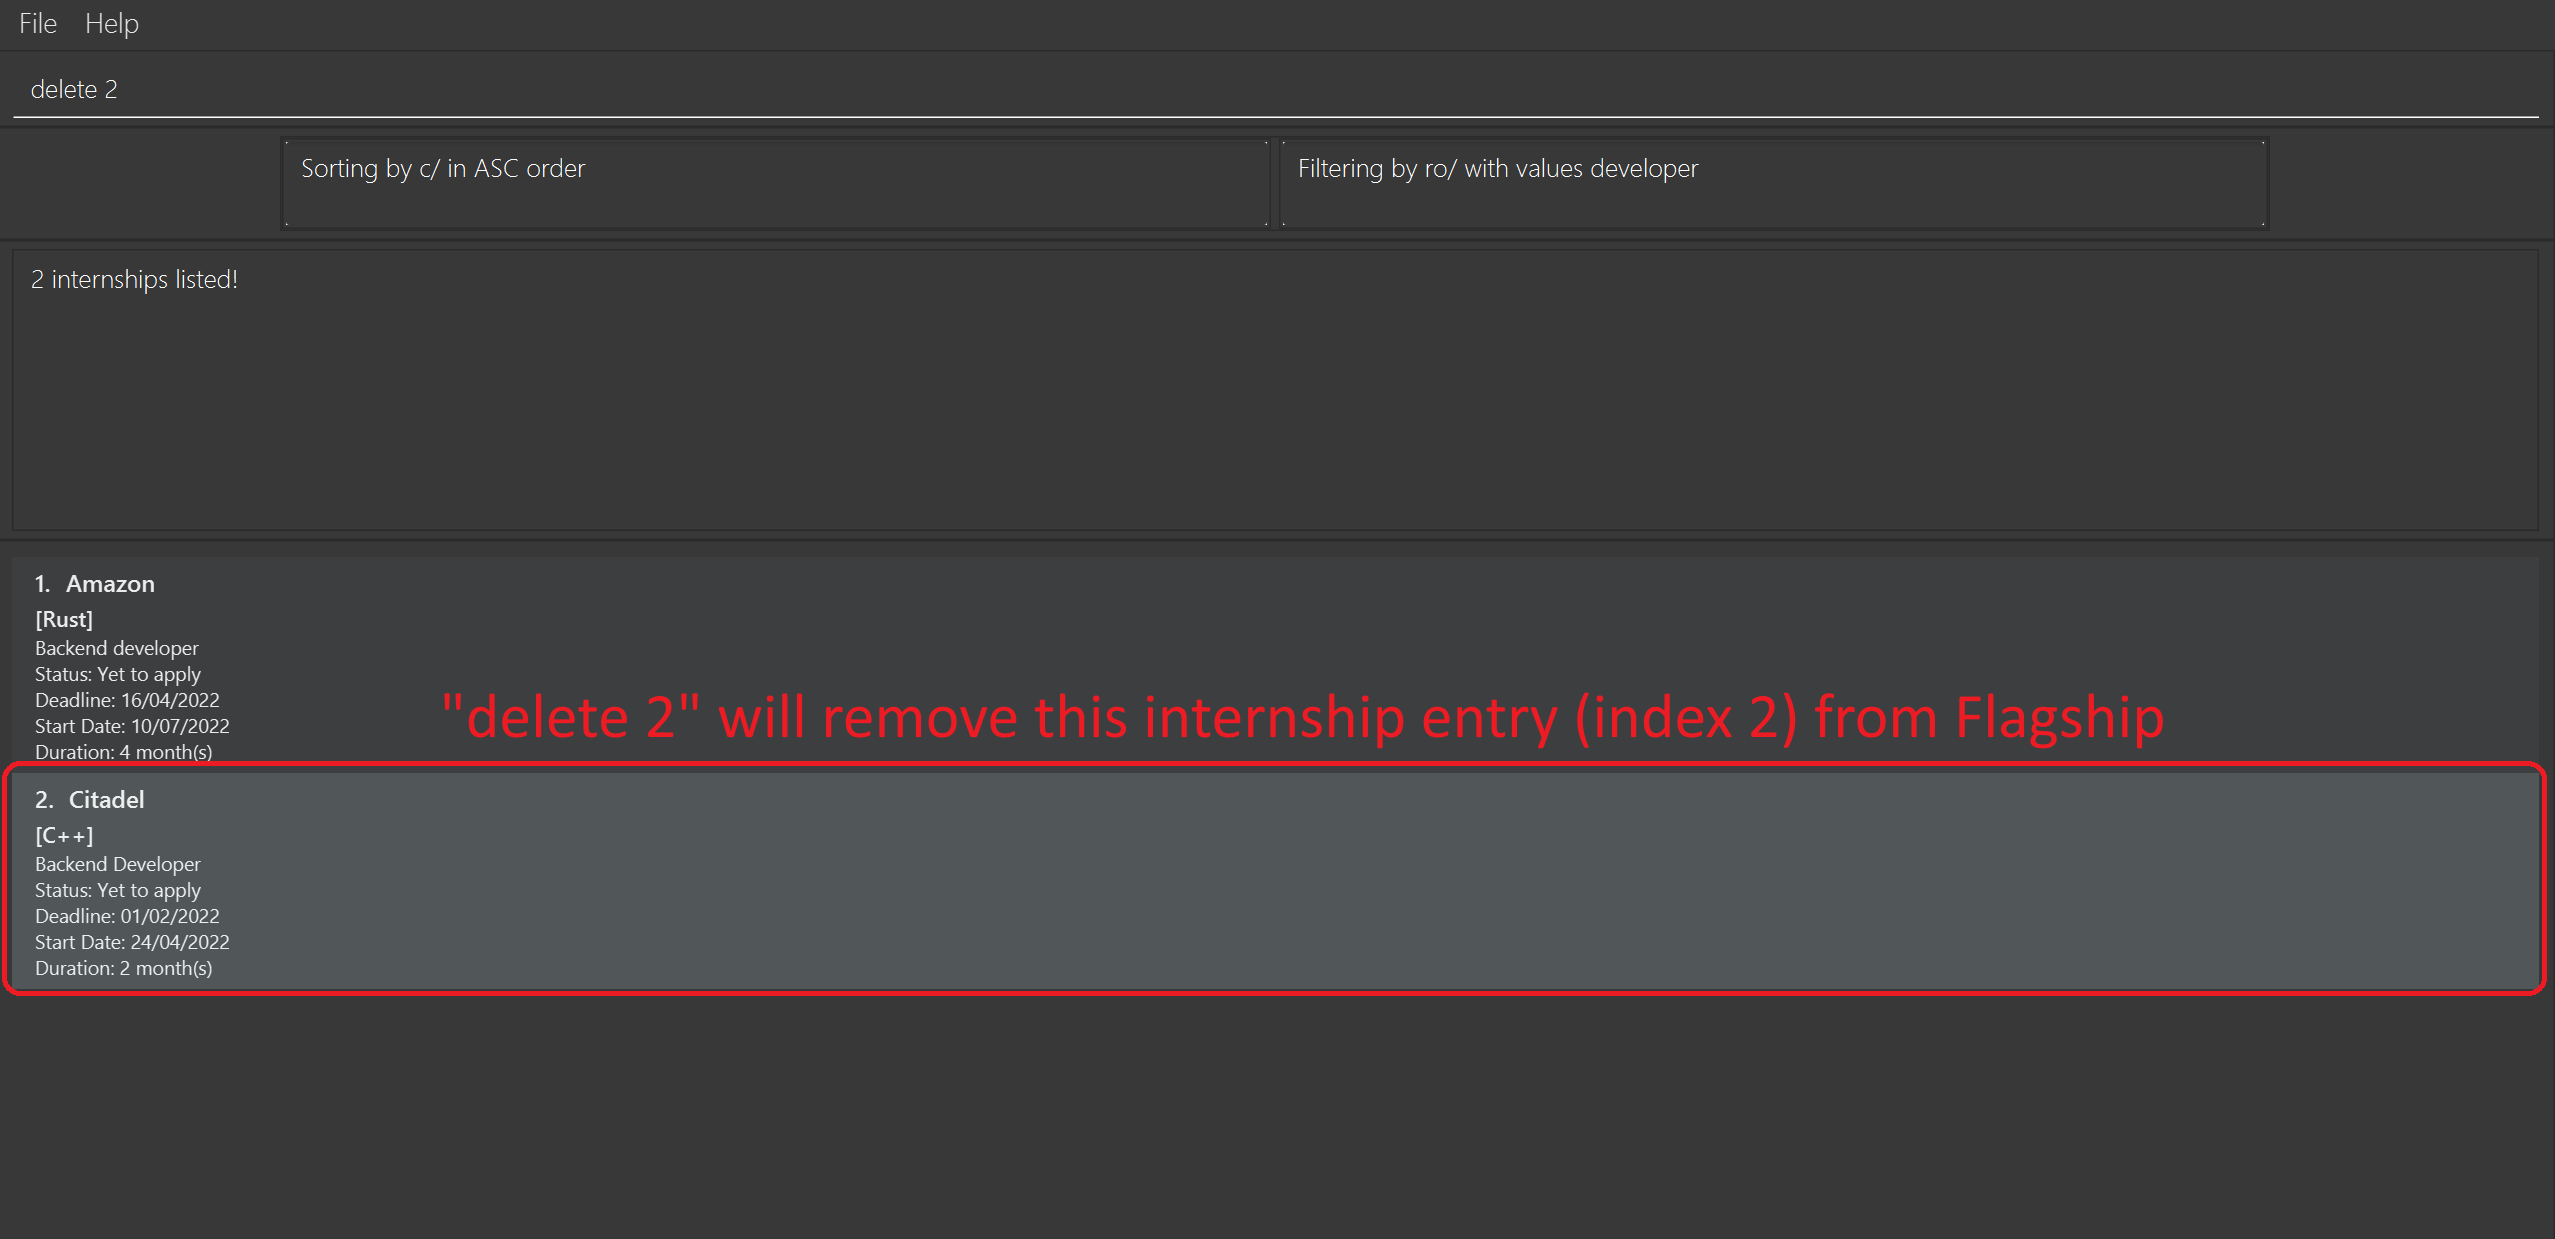 File Help
delete 2
Sorting by c/ in ASC order
Filtering by ro/ with values developer
2 internships listed!
1. Amazon
[Rust]
Backend developer
Status: Yet to apply
Deadline: 16/04/2022
Start Date: 10/07/2022
Duration: 4 month(s)
"delete 2" will remove this internship entry (index 2) from Flagship
2. Citadel
[C++]
Backend Developer
Status: Yet to apply
Deadline: 01/02/2022
Start Date: 24/04/2022
Duration: 2 month(s)